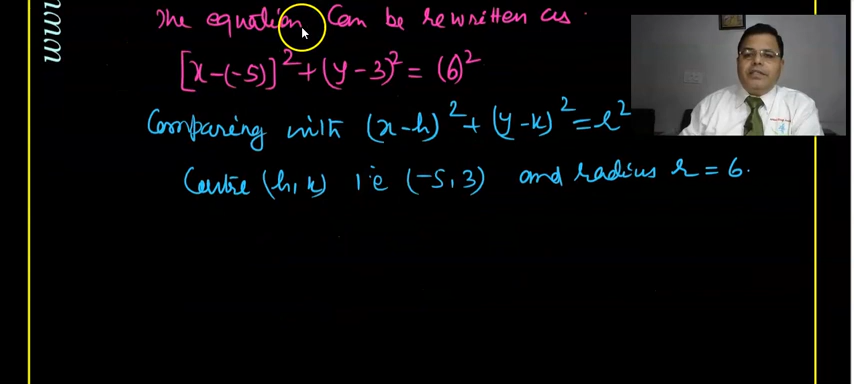 The equation Can be rewritten as.
[x-(-5)]² + (y-3)² = (6)²
Comparing with (x-h)² + (y-k)² = r²
Centre (h,k) i.e (-5,3) and radius r = 6.